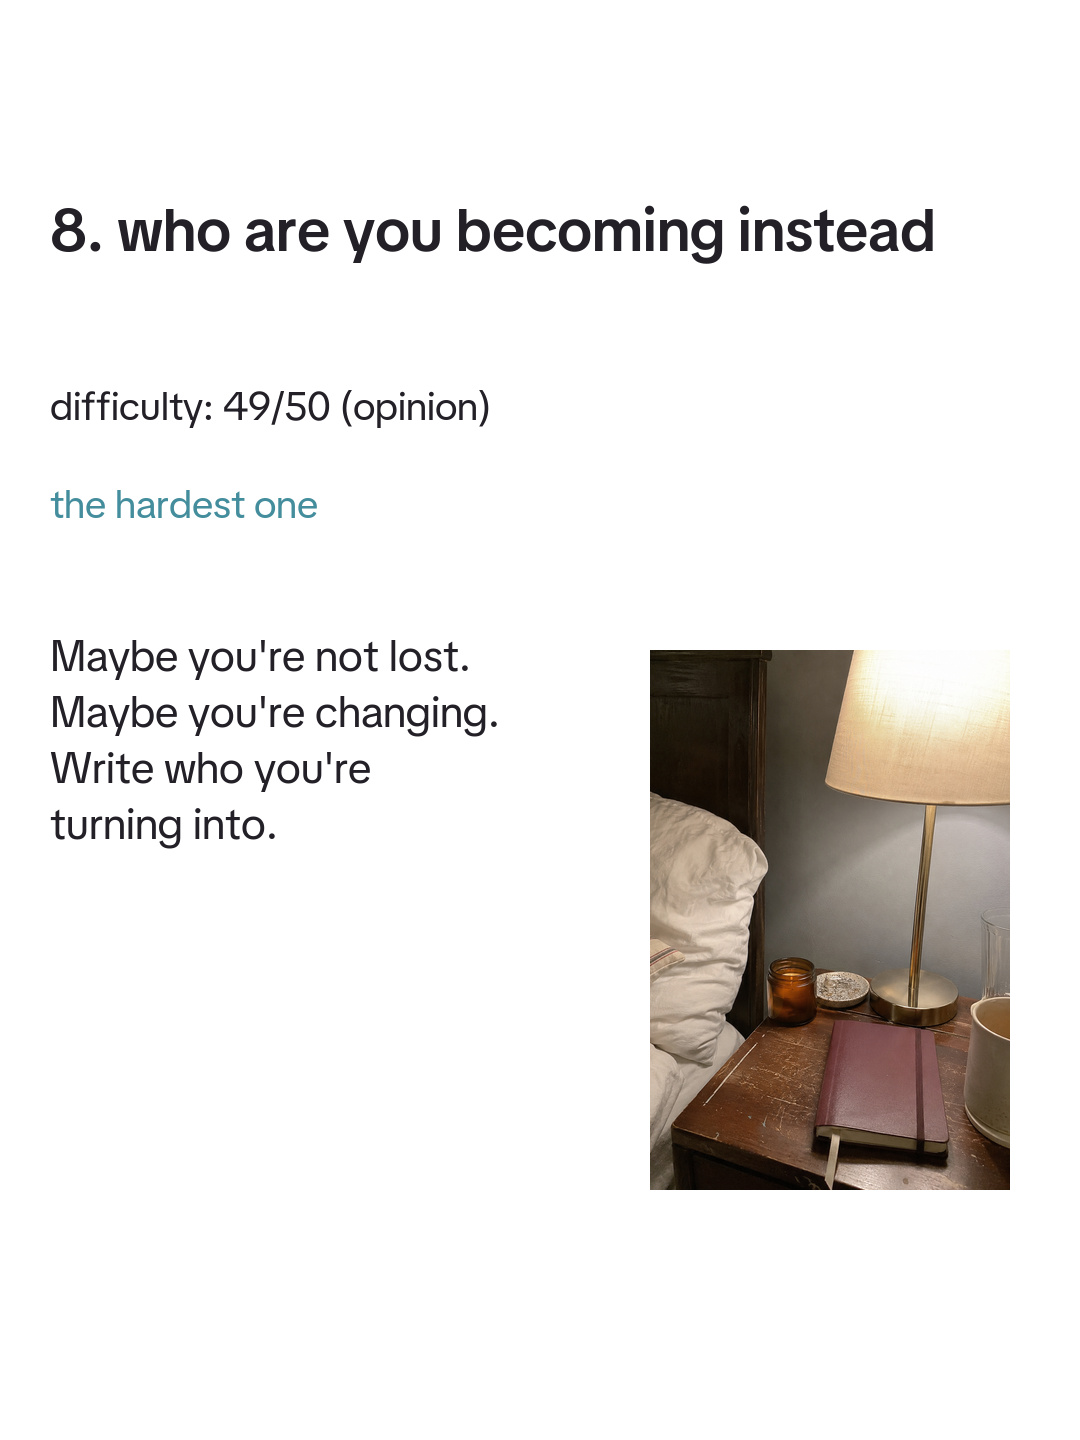 8. who are you becoming instead
difficulty: 49/50 (opinion)
the hardest one
Maybe you're not lost.
Maybe you're changing.
Write who you're
turning into.